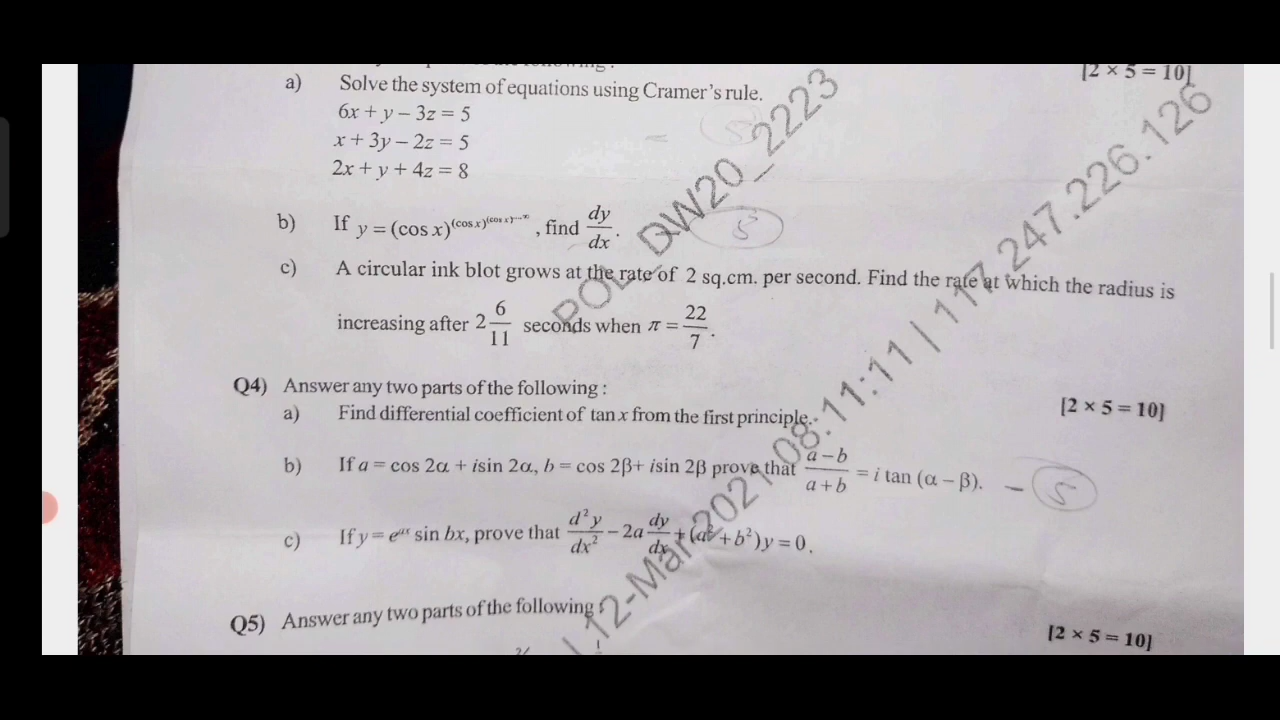 [2 × 5 = 10]
a) Solve the system of equations using Cramer's rule.
6x + y – 3z = 5
x + 3y – 2z = 5
2x + y + 4z = 8
b) If y = (cos x)^(cos x)^(cos x)^...∞, find dy/dx.
c) A circular ink blot grows at the rate of 2 sq.cm. per second. Find the rate at which the radius is
increasing after 2 6/11 seconds when π = 22/7.
Q4) Answer any two parts of the following :
[2 × 5 = 10]
a) Find differential coefficient of tan x from the first principle.
b) If a = cos 2α + isin 2α, b = cos 2β+ isin 2β prove that (a – b)/(a + b) = i tan (α – β). – 5
c) If y = e^ax sin bx, prove that d²y/dx² – 2a dy/dx + (a² + b²)y = 0.
Q5) Answer any two parts of the following :
[2 × 5 = 10]
DW20_2223
12-Mar-2021 08:11:11 | 117.247.226.126
5